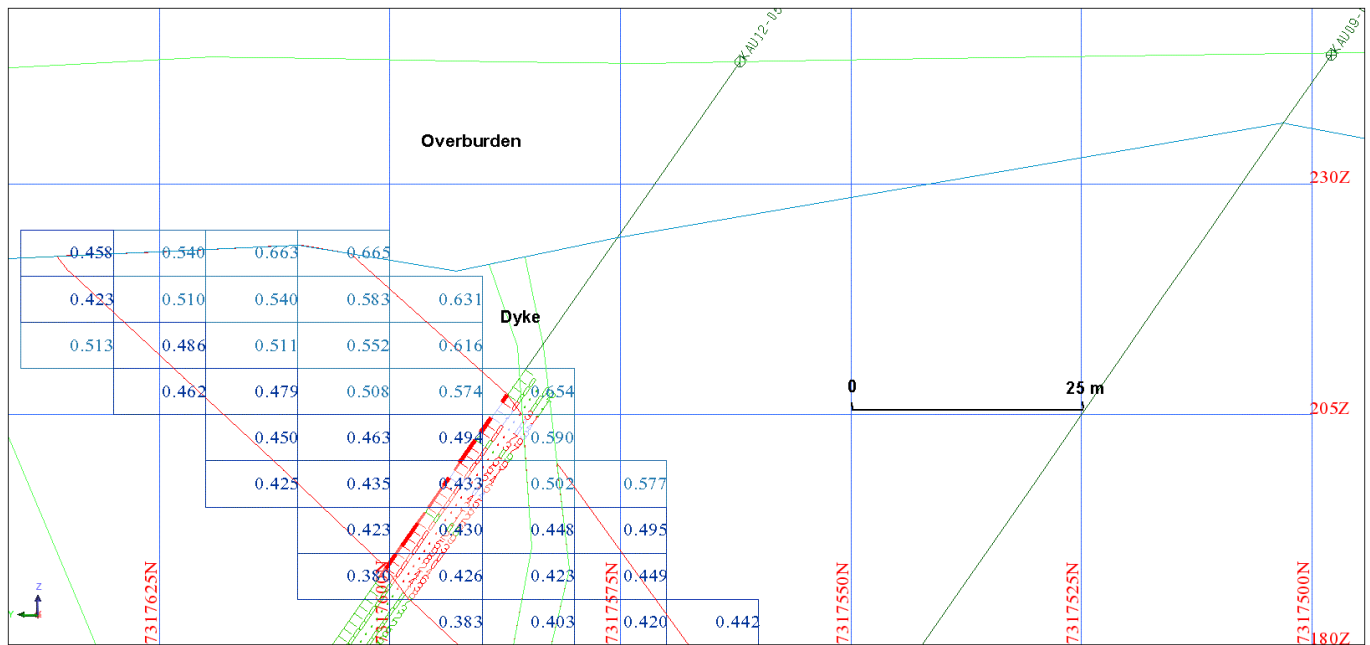 KAU12-05
KAU09-
Overburden
230Z
0.458 0.540 0.663 0.665
0.423 0.510 0.540 0.583 0.631
Dyke
0.513 0.486 0.511 0.552 0.616
0 25 m
0.462 0.479 0.508 0.574 0.654
205Z
0.450 0.463 0.494 0.590
0.425 0.435 0.433 0.502 0.577
0.423 0.430 0.448 0.495
0.380 0.426 0.423 0.449
0.383 0.403 0.420 0.442
7317625N 7317600N 7317575N 7317550N 7317525N 7317500N
Z
Y
180Z